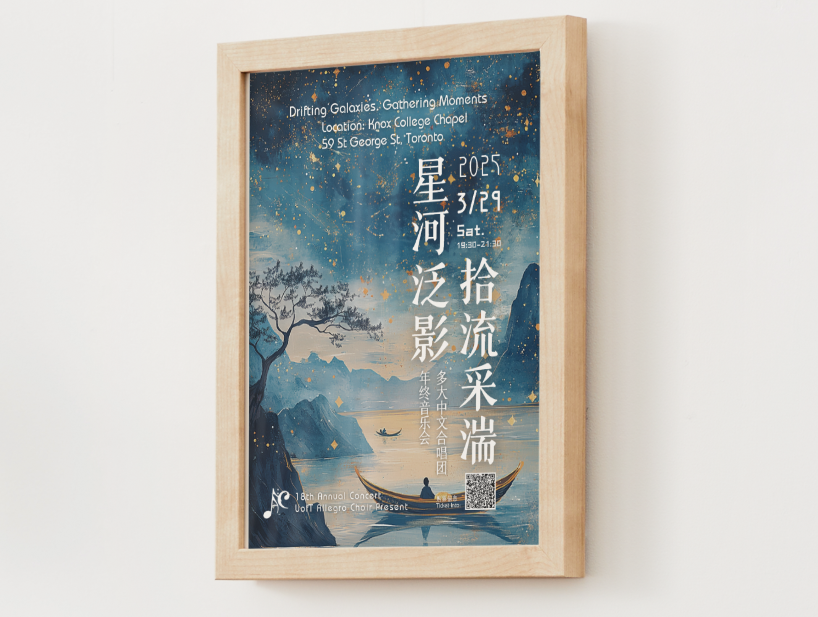 Drifting Galaxies, Gathering Moments
Location: Knox College Chapel
59 St George St, Toronto
2025
3/29
Sat.
19:30-21:30
星河泛影
拾流采湍
多大中文合唱团
年终音乐会
18th Annual Concert
UofT Allegro Choir Present
Ticket Info